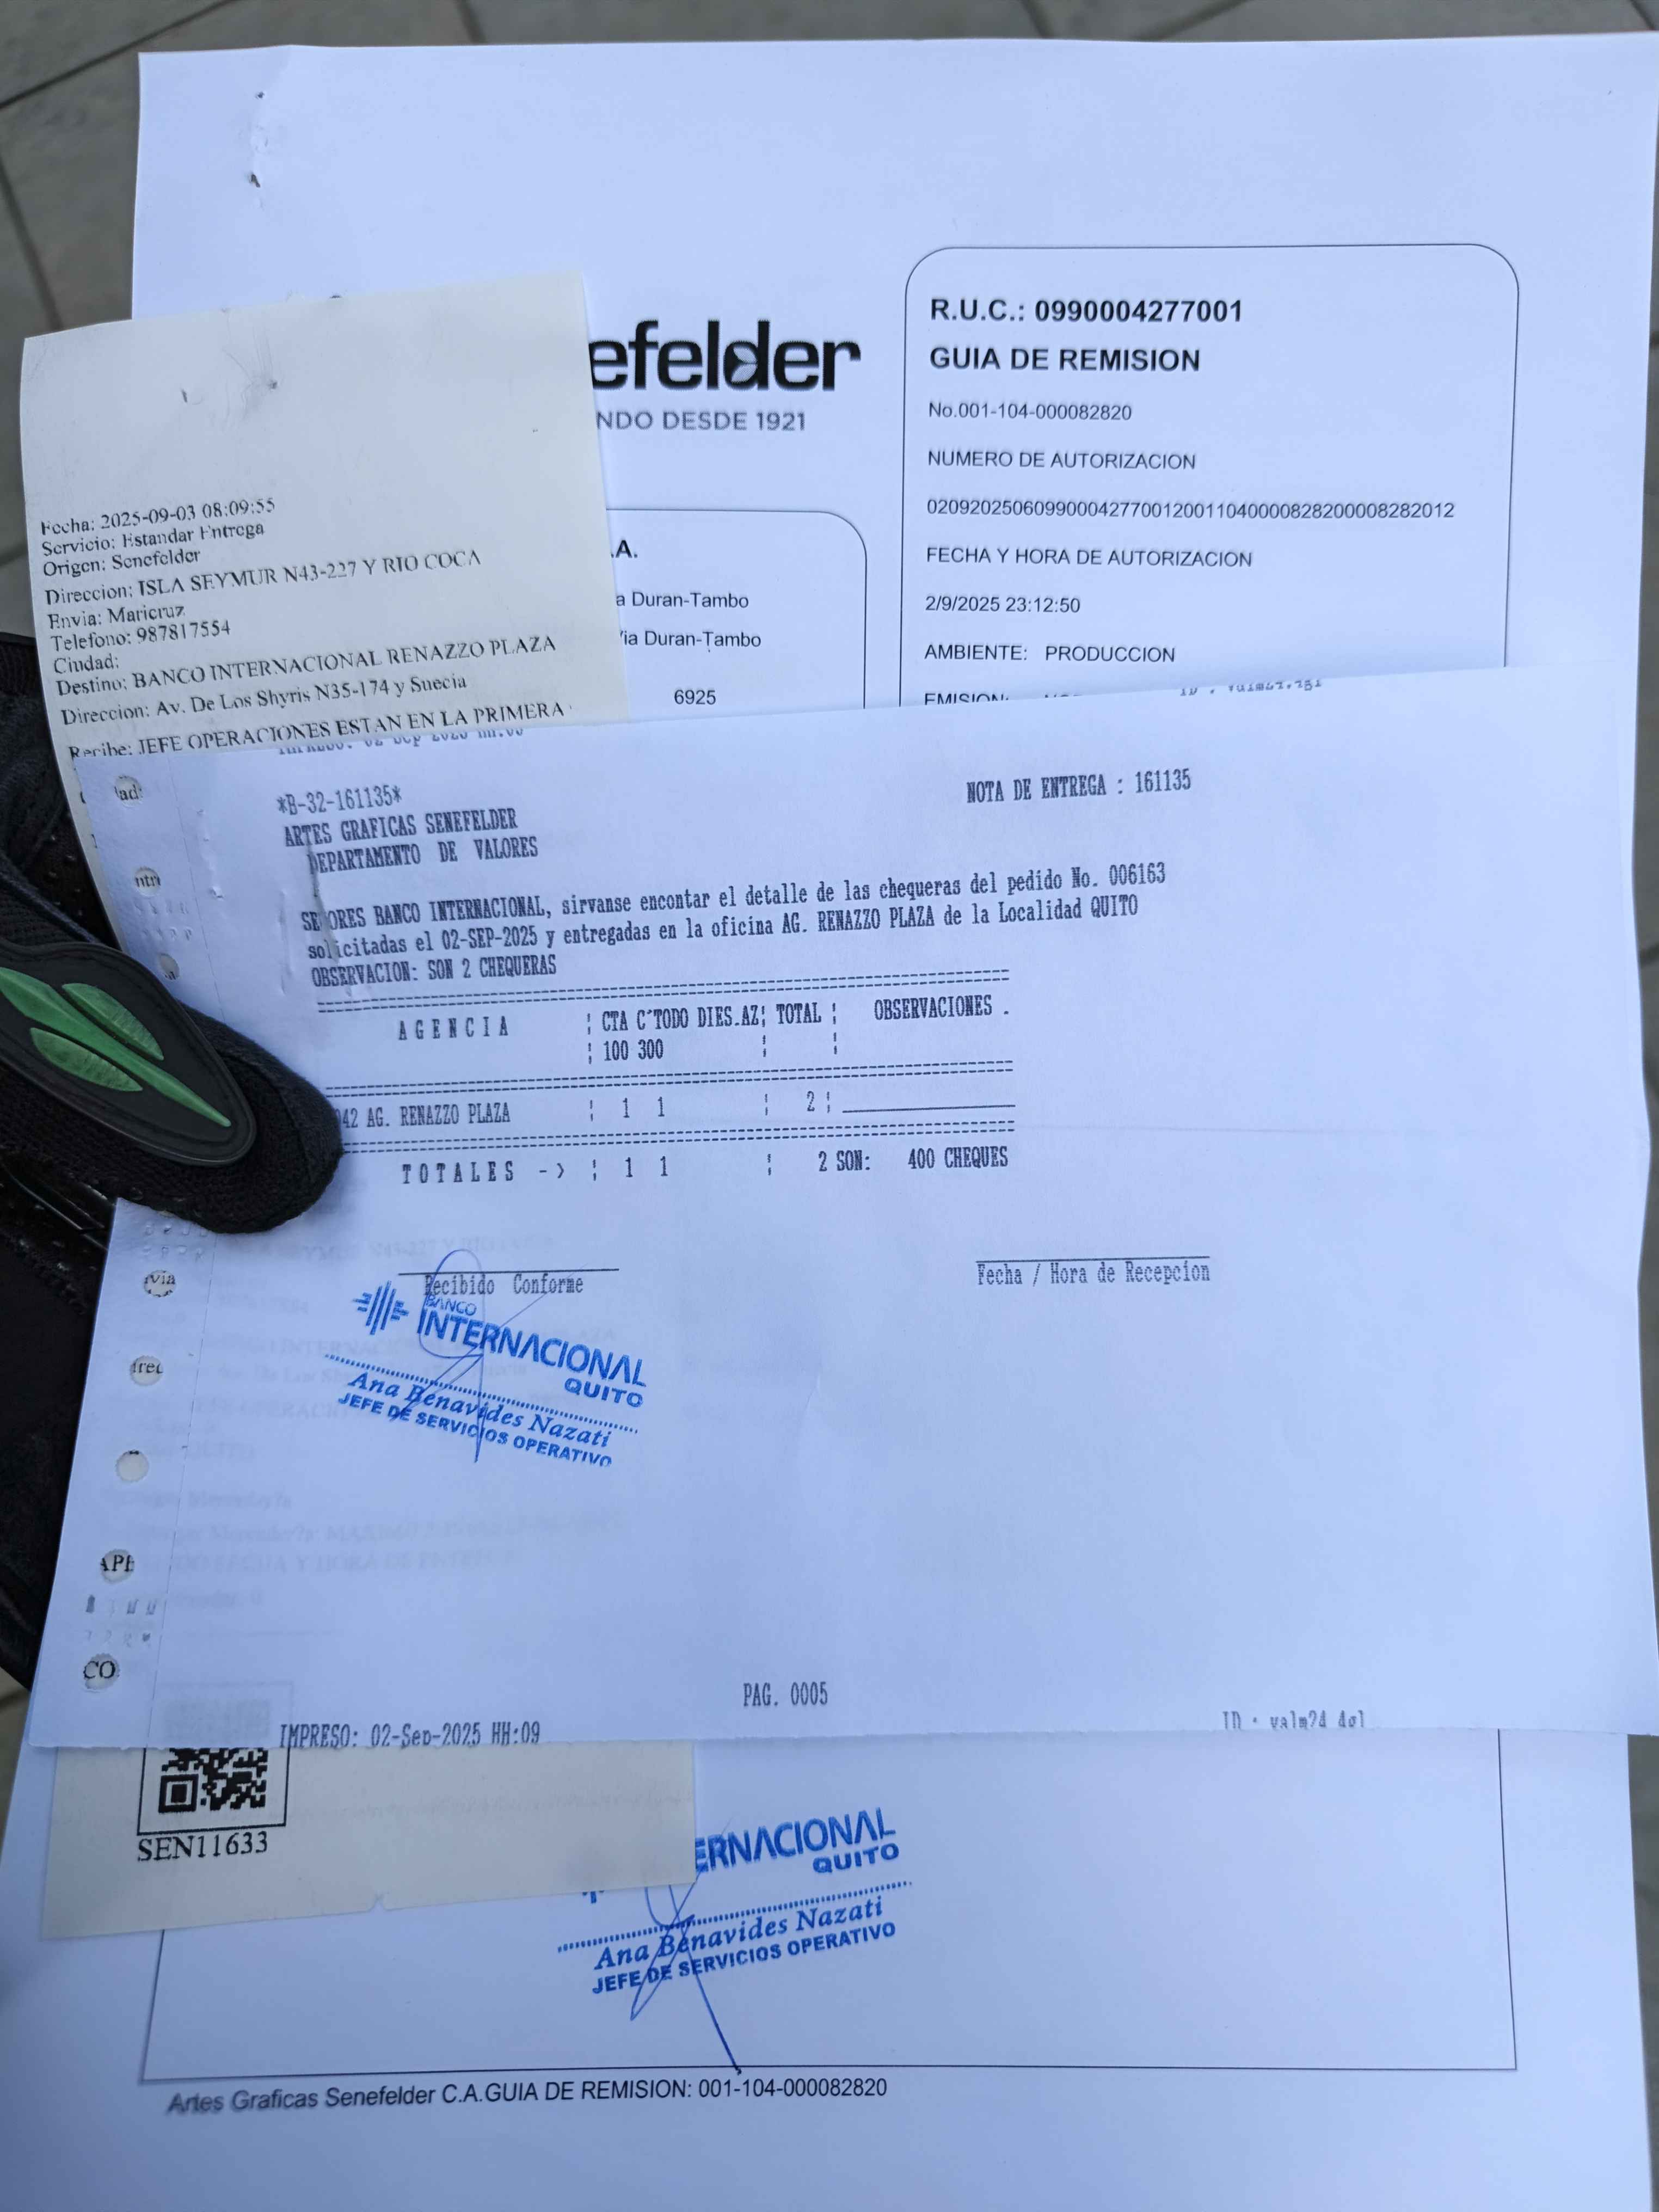 efelder
NDO DESDE 1921
R.U.C.: 0990004277001
GUIA DE REMISION
No.001-104-000082820
NUMERO DE AUTORIZACION
0209202506099000427700120011040000828200008282012
FECHA Y HORA DE AUTORIZACION
2/9/2025 23:12:50
AMBIENTE: PRODUCCION
EMISION:
.A.
a Duran-Tambo
Via Duran-Tambo
6925
Fecha: 2025-09-03 08:09:55
Servicio: Estandar Entrega
Origen: Senefelder
Direccion: ISLA SEYMUR N43-227 Y RIO COCA
Envia: Maricruz
Telefono: 987817554
Ciudad:
Destino: BANCO INTERNACIONAL RENAZZO PLAZA
Direccion: Av. De Los Shyris N35-174 y Suecia
Recibe: JEFE OPERACIONES ESTAN EN LA PRIMERA
*B-32-161135*
NOTA DE ENTREGA : 161135
ARTES GRAFICAS SENEFELDER
DEPARTAMENTO DE VALORES
SEÑORES BANCO INTERNACIONAL, sirvanse encontar el detalle de las chequeras del pedido No. 006163
solicitadas el 02-SEP-2025 y entregadas en la oficina AG. RENAZZO PLAZA de la Localidad QUITO
OBSERVACION: SON 2 CHEQUERAS
AGENCIA ¦ CTA C´TODO DIES.AZ¦ TOTAL ¦ OBSERVACIONES .
¦ 100 300 ¦ ¦
042 AG. RENAZZO PLAZA ¦ 1 1 ¦ 2 ¦
TOTALES -> ¦ 1 1 ¦ 2 SON: 400 CHEQUES
Recibido Conforme
Fecha / Hora de Recepcion
BANCO
INTERNACIONAL
QUITO
Ana Benavides Nazati
JEFE DE SERVICIOS OPERATIVO
via
irec
APE
CO
PAG. 0005
IMPRESO: 02-Sep-2025 HH:09
SEN11633
ERNACIONAL
QUITO
Ana Benavides Nazati
JEFE DE SERVICIOS OPERATIVO
Artes Graficas Senefelder C.A.GUIA DE REMISION: 001-104-000082820